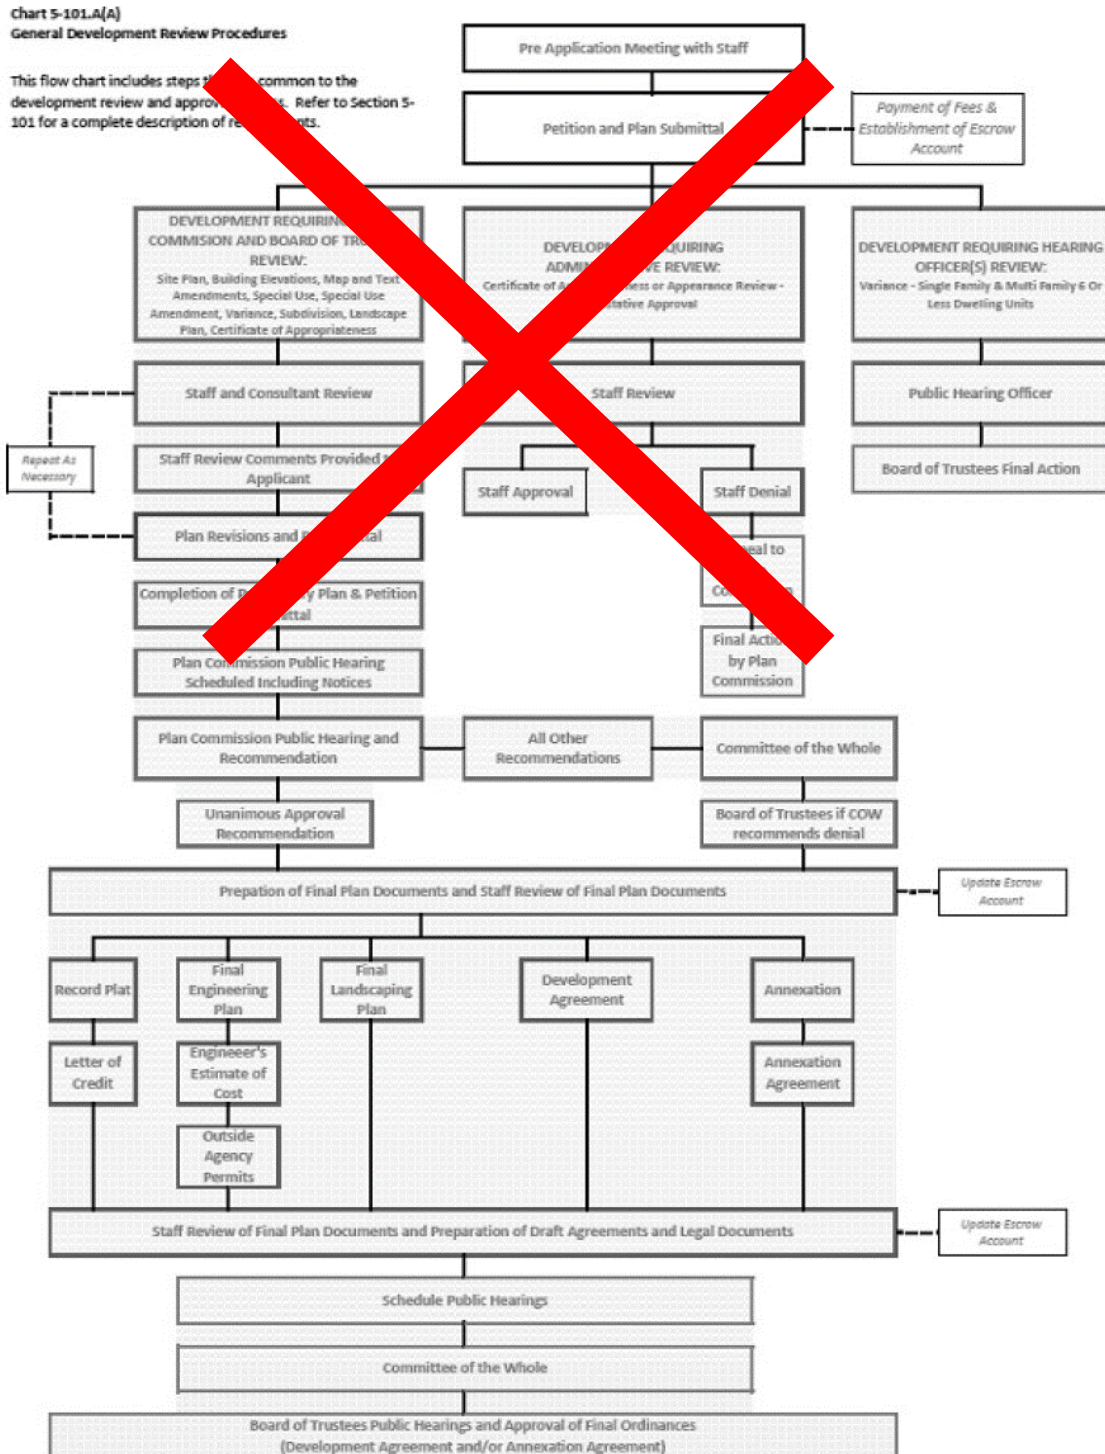 Chart 5-101.A(A)
General Development Review Procedures
This flow chart includes steps common to the
development review and Refer to Section 5-
101 for a complete description of
Pre Application Meeting with Staff
Petition and Plan Submittal
Payment of Fees &
Establishment of Escrow
Account
DEVELOPMENT REQUIRING
COMMISION AND BOARD OF
REVIEW:
Site Plan, Building Elevations, Map and Text
Amendments, Special Use, Special Use
Amendment, Variance, Subdivision, Landscape
Plan, Certificate of Appropriateness
DEVELOPMENT REQUIRING
REVIEW:
Certificate of or Appearance Review -
Approval
DEVELOPMENT REQUIRING HEARING
OFFICER(S) REVIEW:
Variance - Single Family & Multi Family 6 Or
Less Dwelling Units
Staff and Consultant Review
Staff Review
Public Hearing Officer
Repeat As
Necessary
Staff Review Comments Provided
Applicant
Staff Approval
Staff Denial
Board of Trustees Final Action
Plan Revisions and
Completion of Plan & Petition
Final Action
by Plan
Commission
Plan Commission Public Hearing
Scheduled Including Notices
Plan Commission Public Hearing and
Recommendation
All Other
Recommendations
Committee of the Whole
Unanimous Approval
Recommendation
Board of Trustees if COW
recommends denial
Prepation of Final Plan Documents and Staff Review of Final Plan Documents
Update Escrow
Account
Record Plat
Final
Engineering
Plan
Final
Landscaping
Plan
Development
Agreement
Annexation
Letter of
Credit
Engineeer's
Estimate of
Cost
Annexation
Agreement
Outside
Agency
Permits
Staff Review of Final Plan Documents and Preparation of Draft Agreements and Legal Documents
Update Escrow
Account
Schedule Public Hearings
Committee of the Whole
Board of Trustees Public Hearings and Approval of Final Ordinances
(Development Agreement and/or Annexation Agreement)